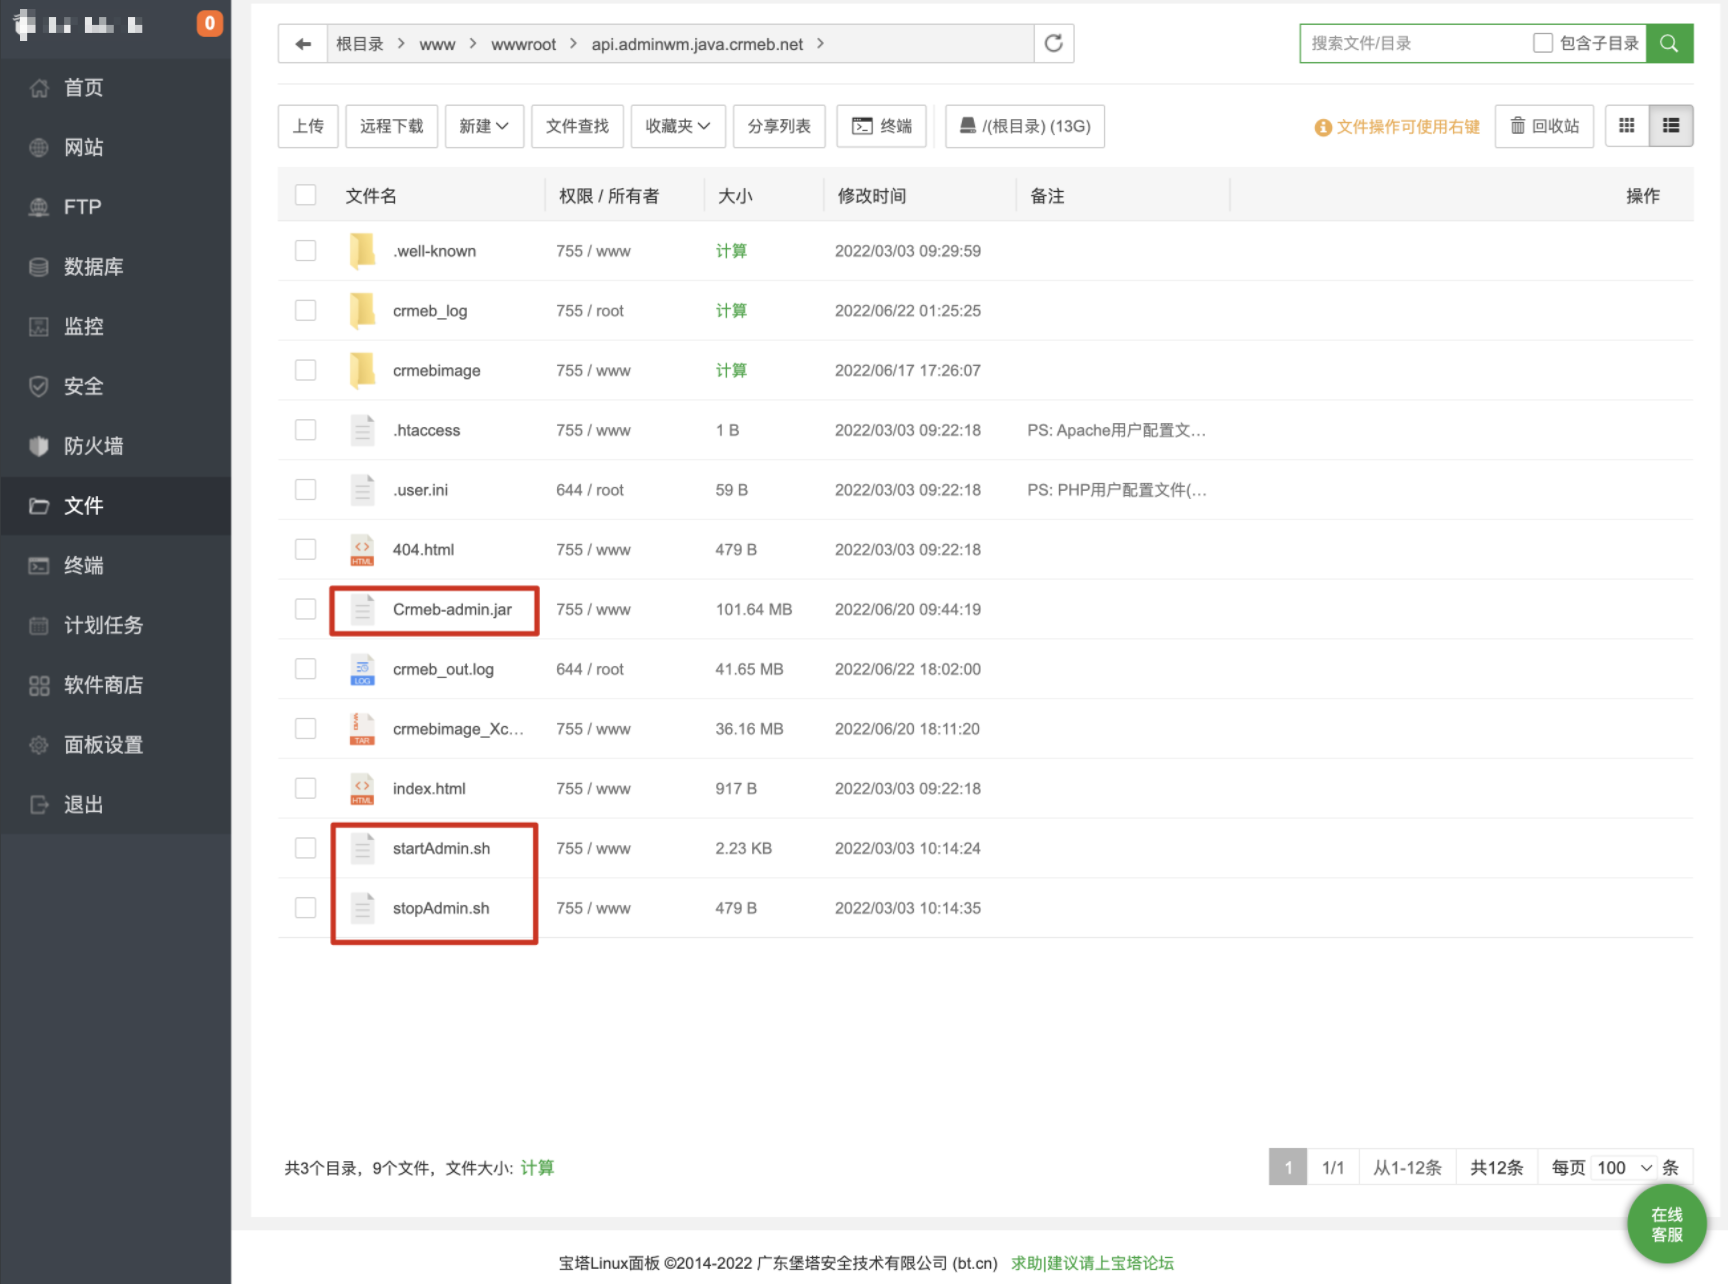 0
首页
网站
FTP
数据库
监控
安全
防火墙
文件
终端
计划任务
软件商店
面板设置
退出
根目录 > www > wwwroot > api.adminwm.java.crmeb.net >
搜索文件/目录 包含子目录
上传 远程下载 新建 文件查找 收藏夹 分享列表 终端 /(根目录) (13G) 文件操作可使用右键 回收站
文件名 权限 / 所有者 大小 修改时间 备注 操作
.well-known 755 / www 计算 2022/03/03 09:29:59
crmeb_log 755 / root 计算 2022/06/22 01:25:25
crmebimage 755 / www 计算 2022/06/17 17:26:07
.htaccess 755 / www 1 B 2022/03/03 09:22:18 PS: Apache用户配置文...
.user.ini 644 / root 59 B 2022/03/03 09:22:18 PS: PHP用户配置文件(...
HTML 404.html 755 / www 479 B 2022/03/03 09:22:18
Crmeb-admin.jar 755 / www 101.64 MB 2022/06/20 09:44:19
LOG crmeb_out.log 644 / root 41.65 MB 2022/06/22 18:02:00
TAR crmebimage_Xc... 755 / www 36.16 MB 2022/06/20 18:11:20
HTML index.html 755 / www 917 B 2022/03/03 09:22:18
startAdmin.sh 755 / www 2.23 KB 2022/03/03 10:14:24
stopAdmin.sh 755 / www 479 B 2022/03/03 10:14:35
共3个目录，9个文件，文件大小: 计算
1 1/1 从1-12条 共12条 每页 100 条
在线
客服
宝塔Linux面板 ©2014-2022 广东堡塔安全技术有限公司 (bt.cn) 求助|建议请上宝塔论坛